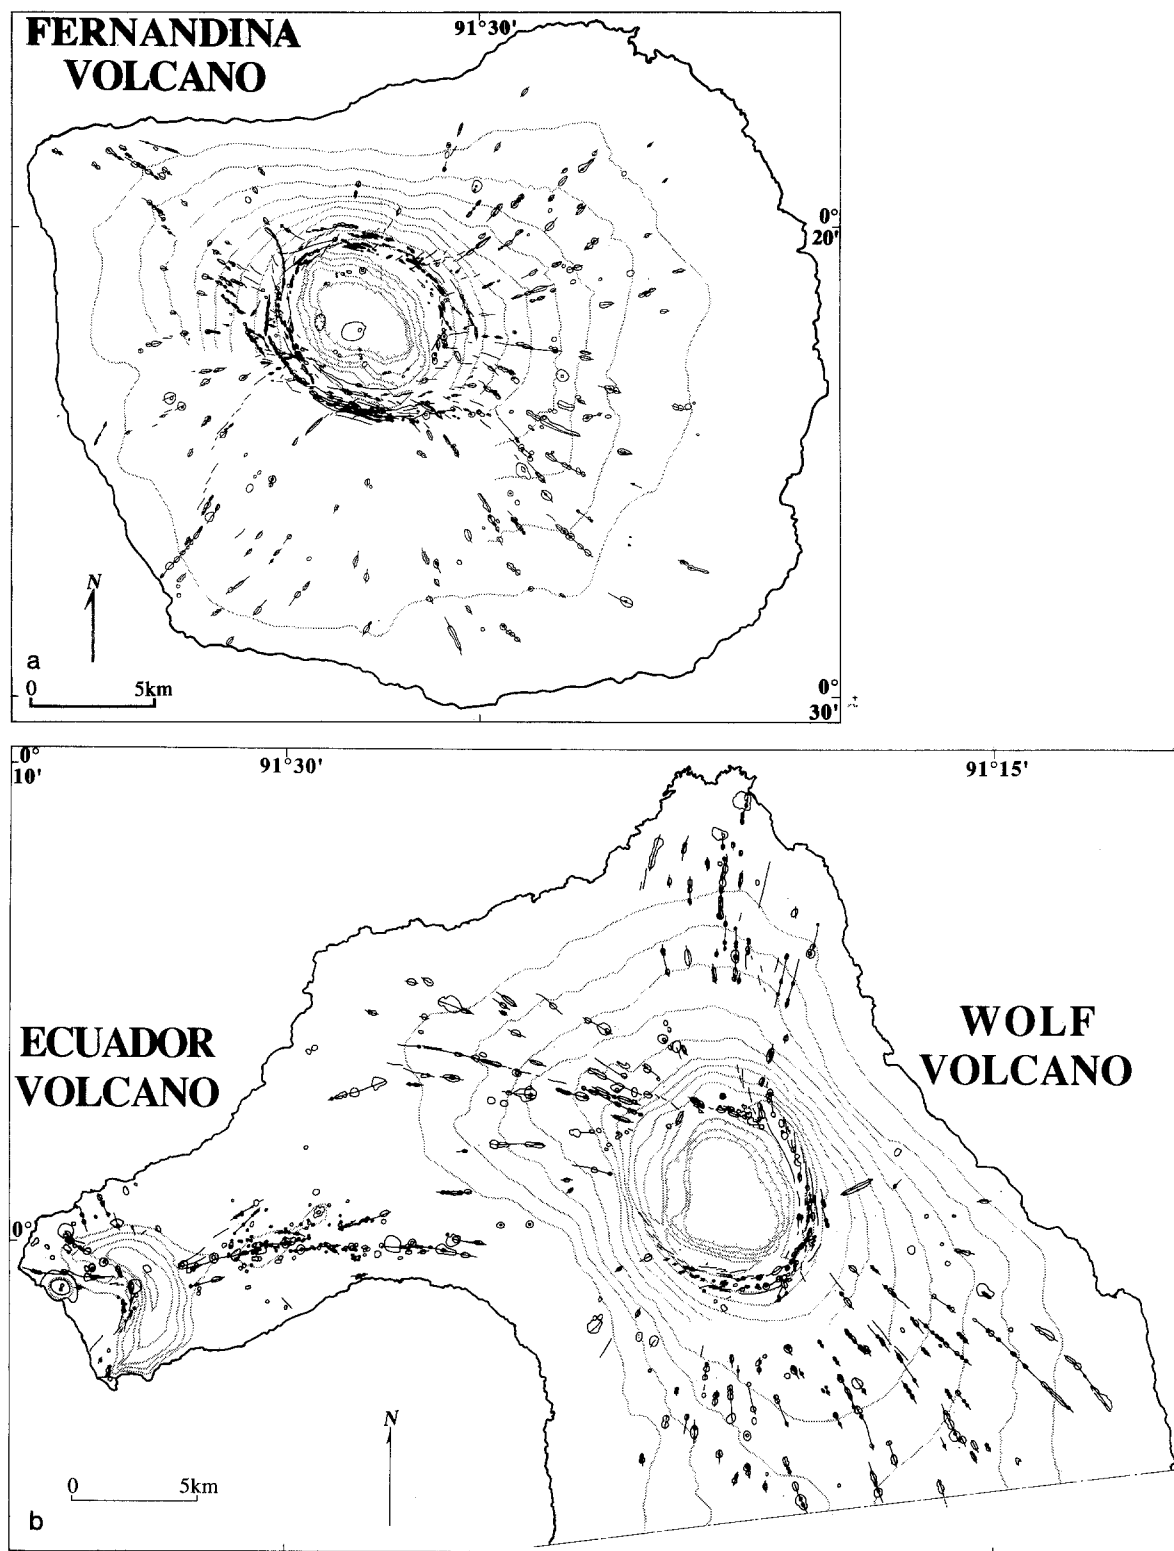 FERNANDINA
VOLCANO
91°30'
0°
20'
N
a
0 5km
0°
30'
0°
10'
91°30'
91°15'
ECUADOR
VOLCANO
WOLF
VOLCANO
0°
N
0 5km
b